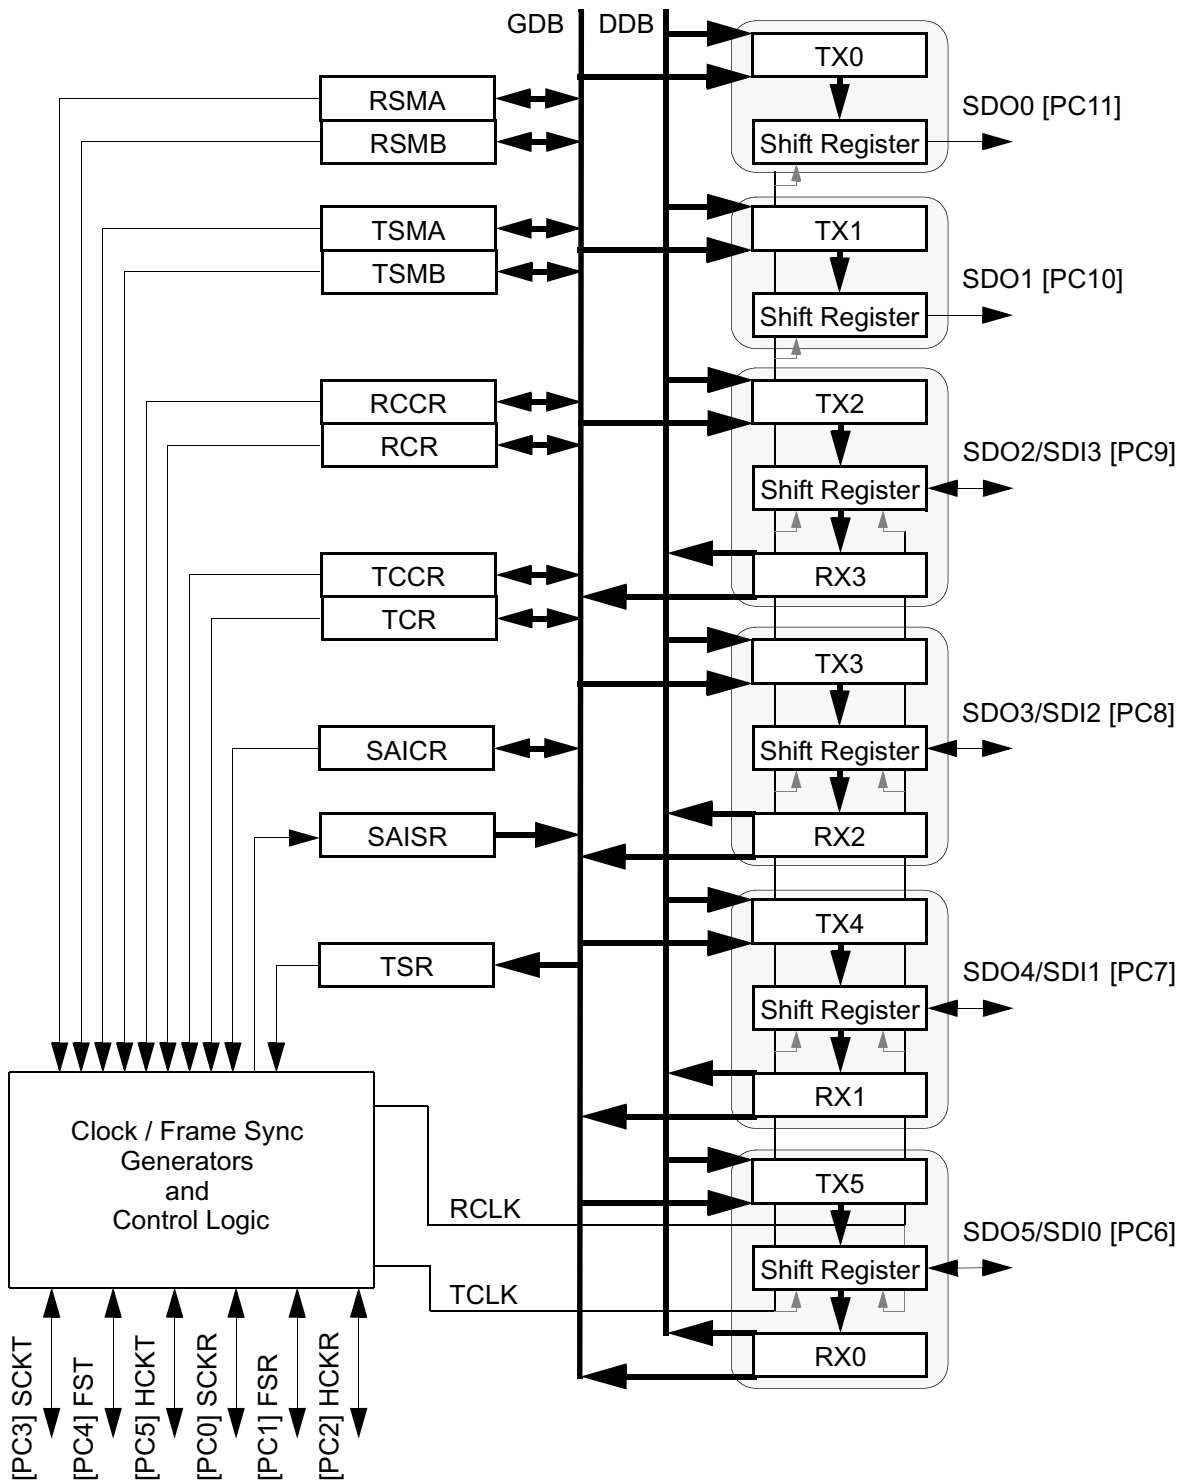 GDB DDB
TX0
RSMA
SDO0 [PC11]
RSMB
Shift Register
TSMA
TX1
TSMB
SDO1 [PC10]
Shift Register
RCCR
TX2
RCR
SDO2/SDI3 [PC9]
Shift Register
TCCR
RX3
TCR
TX3
SDO3/SDI2 [PC8]
SAICR
Shift Register
SAISR
RX2
TX4
TSR
SDO4/SDI1 [PC7]
Shift Register
RX1
Clock / Frame Sync
Generators
and
Control Logic
TX5
RCLK
SDO5/SDI0 [PC6]
Shift Register
TCLK
RX0
[PC3] SCKT
[PC4] FST
[PC5] HCKT
[PC0] SCKR
[PC1] FSR
[PC2] HCKR